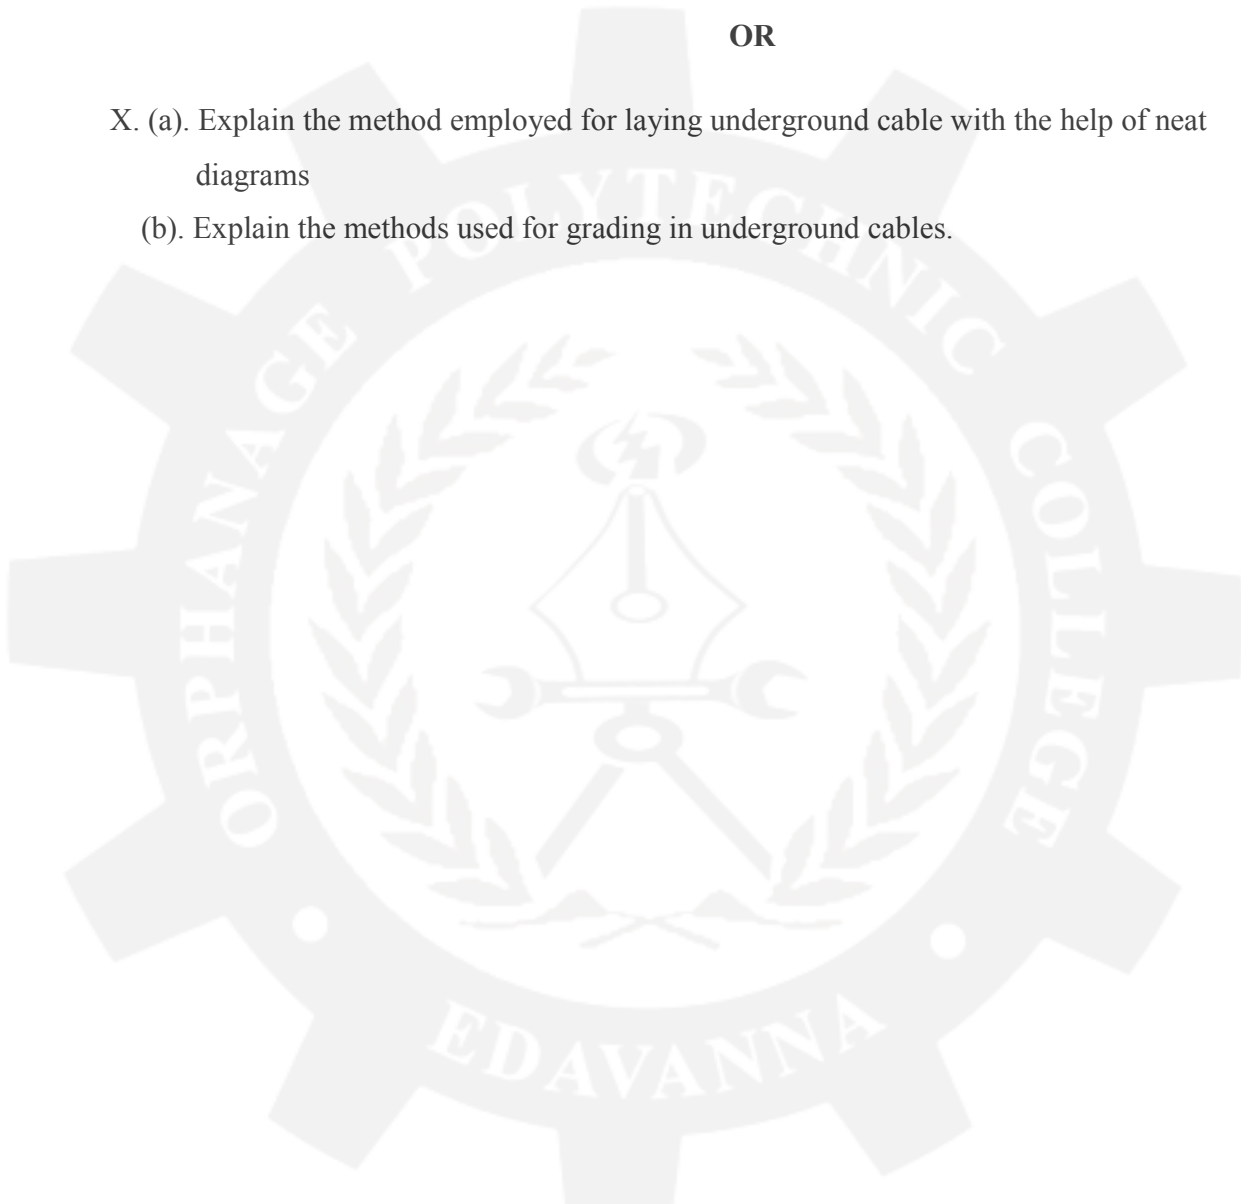 OR
X. (a). Explain the method employed for laying underground cable with the help of neat
diagrams
(b). Explain the methods used for grading in underground cables.
ORPHANAGE POLYTECHNIC COLLEGE
EDAVANNA